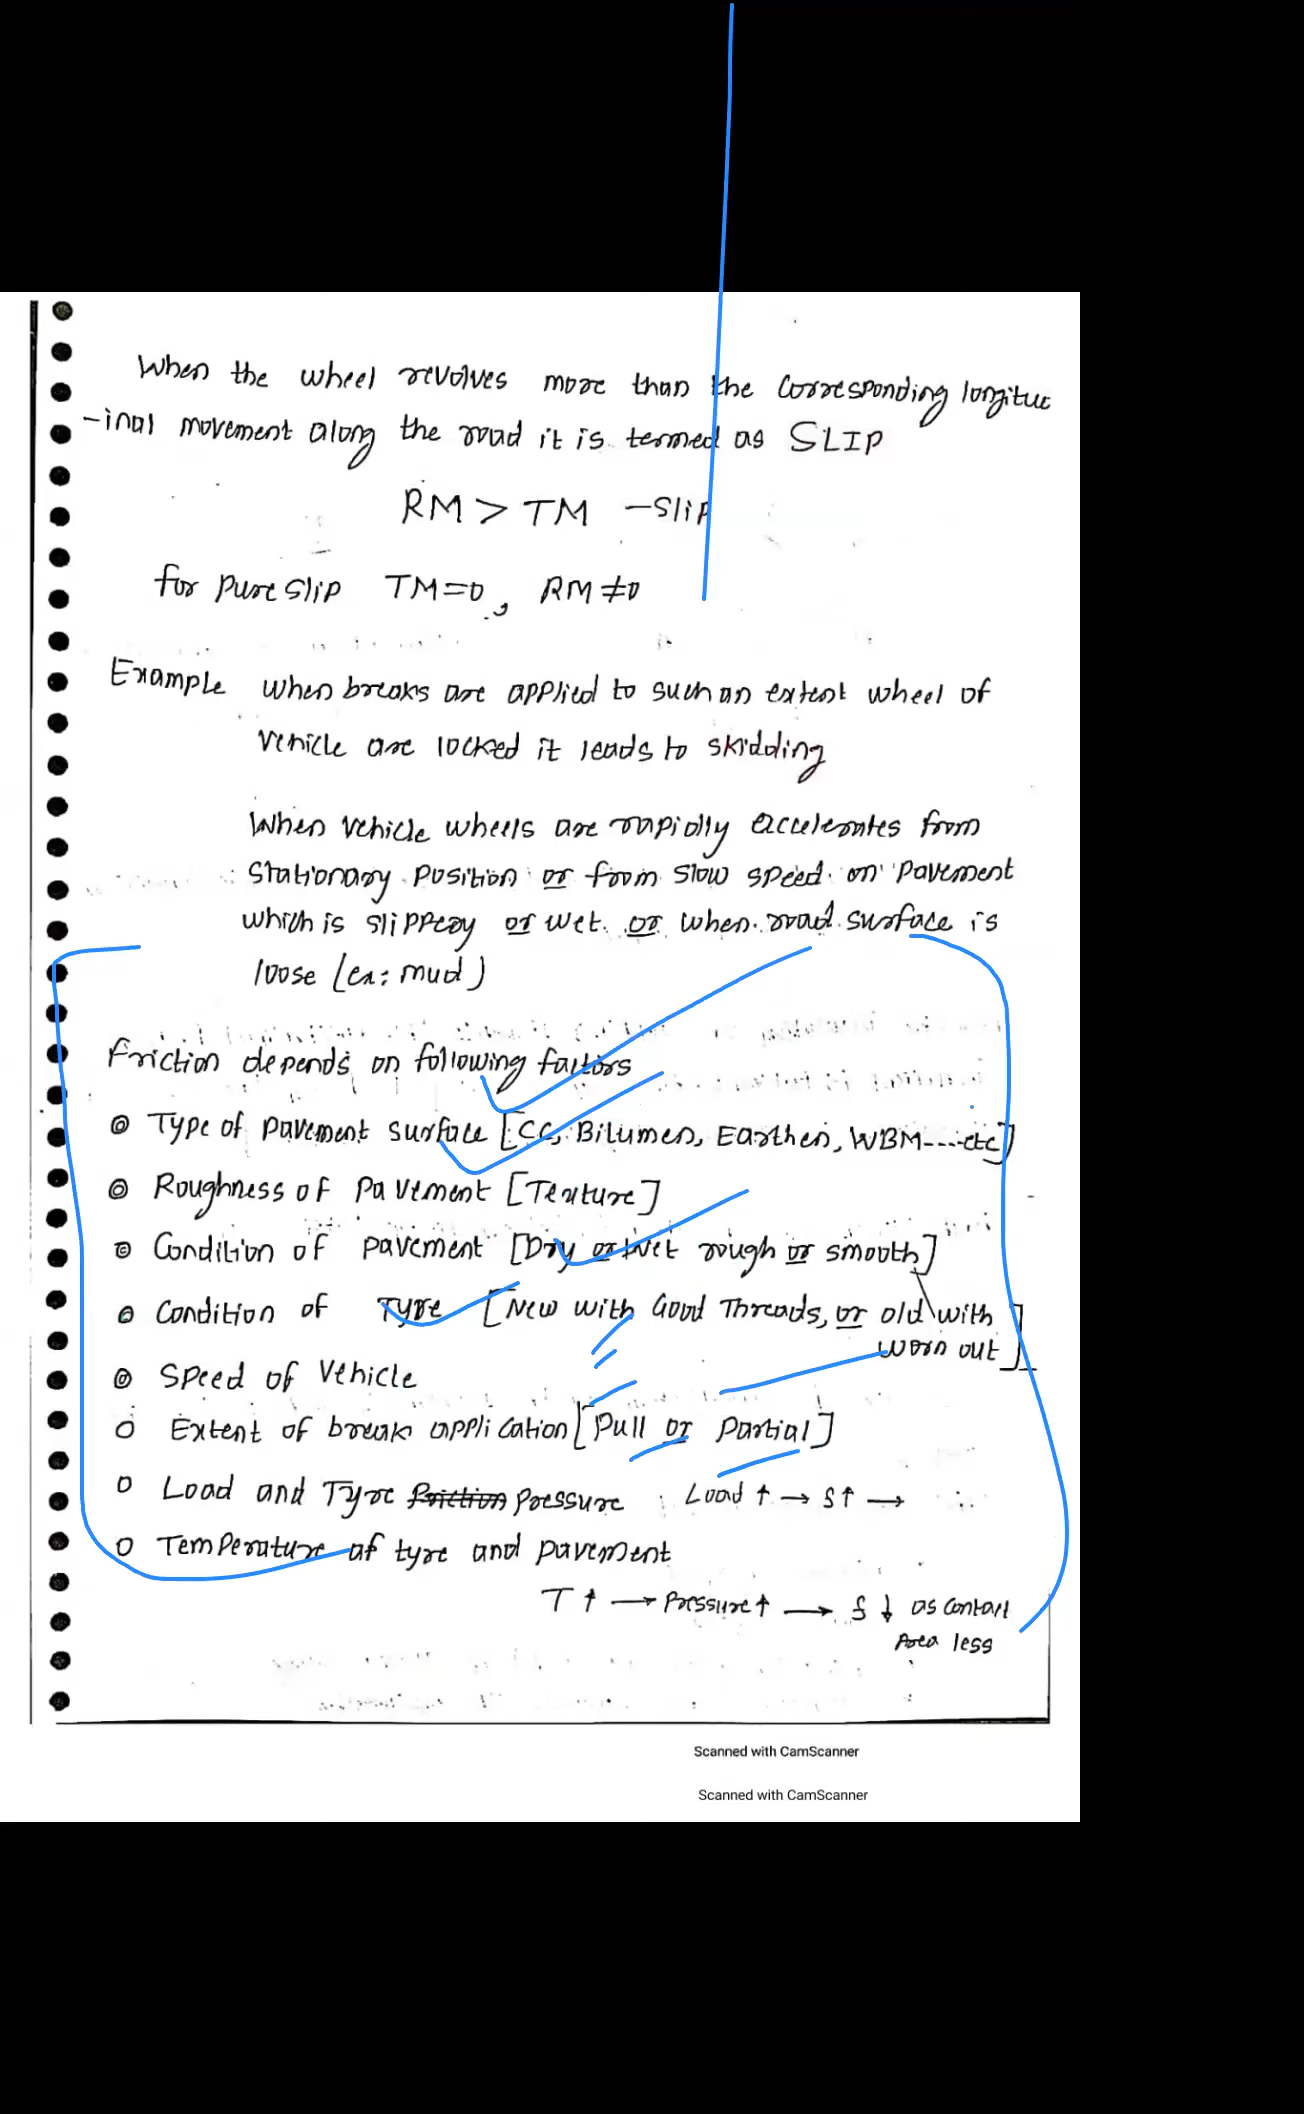 When the wheel revolves more than the Corresponding longitud
-inal movement along the road it is termed as SLIP
RM > TM - Slip
for pure slip TM=0, RM≠0
Example When breaks are applied to such an extent wheel of
Vehicle are locked it leads to skidding
When Vehicle wheels are rapidly accelerates from
Stationary Position or from slow speed on pavement
which is slippery or wet or when road surface is
loose (ex: mud)
Friction depends on following factors
Type of pavement surface [CC, Bitumen, Earthen, WBM---etc]
Roughness of Pavement [Texture]
Condition of pavement [Dry or Wet rough or smooth]
Condition of Tyre [New with Good Threads, or old with
worn out]
Speed of Vehicle
Extent of break application [Full or Partial]
Load and Tyre friction Pressure Load ↑ → f ↑ →
Temperature of tyre and pavement
T ↑ → Pressure ↑ → f ↓ as contact
Area less
Scanned with CamScanner
Scanned with CamScanner